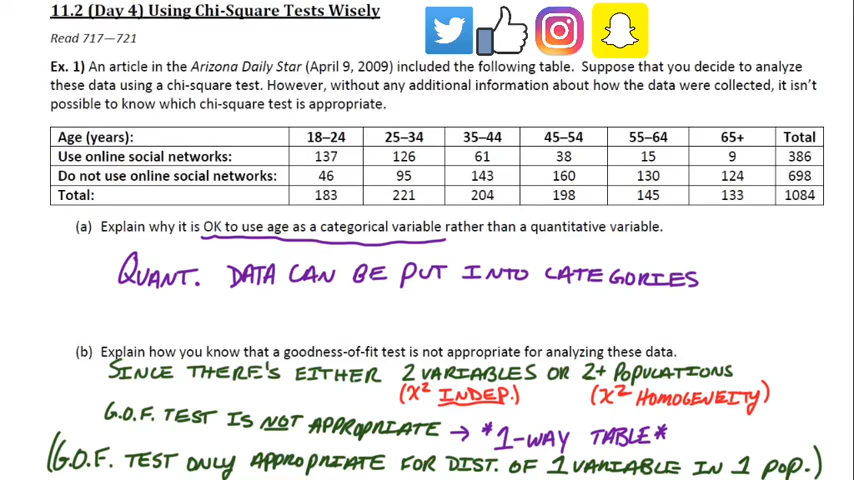 11.2 (Day 4) Using Chi-Square Tests Wisely
Read 717—721
Ex. 1) An article in the Arizona Daily Star (April 9, 2009) included the following table. Suppose that you decide to analyze
these data using a chi-square test. However, without any additional information about how the data were collected, it isn't
possible to know which chi-square test is appropriate.
Age (years): 18–24 25–34 35–44 45–54 55–64 65+ Total
Use online social networks: 137 126 61 38 15 9 386
Do not use online social networks: 46 95 143 160 130 124 698
Total: 183 221 204 198 145 133 1084
(a) Explain why it is OK to use age as a categorical variable rather than a quantitative variable.
QUANT. DATA CAN BE PUT INTO CATEGORIES
(b) Explain how you know that a goodness-of-fit test is not appropriate for analyzing these data.
SINCE THERE'S EITHER 2 VARIABLES OR 2+ POPULATIONS
(X² INDEP.) (X² HOMOGENEITY)
G.O.F. TEST IS NOT APPROPRIATE → *1-WAY TABLE*
(G.O.F. TEST ONLY APPROPRIATE FOR DIST. OF 1 VARIABLE IN 1 POP.)